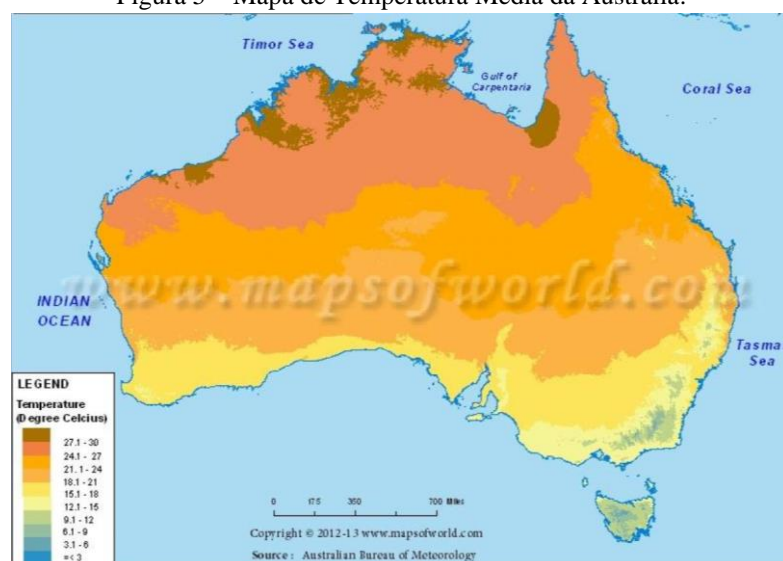 Figura 3 – Mapa de Temperatura Média da Austrália.
Timor Sea
Gulf of
Carpentaria
Coral Sea
www.mapsofworld.com
INDIAN
OCEAN
Tasma
Sea
LEGEND
Temperature
(Degree Celcius)
27.1 - 30
24.1 - 27
21.1 - 24
18.1 - 21
15.1 - 18
12.1 - 15
9.1 - 12
6.1 - 9
3.1 - 6
=< 3
0 175 350 700 Miles
Copyright © 2012-13 www.mapsofworld.com
Source : Australian Bureau of Meteorology